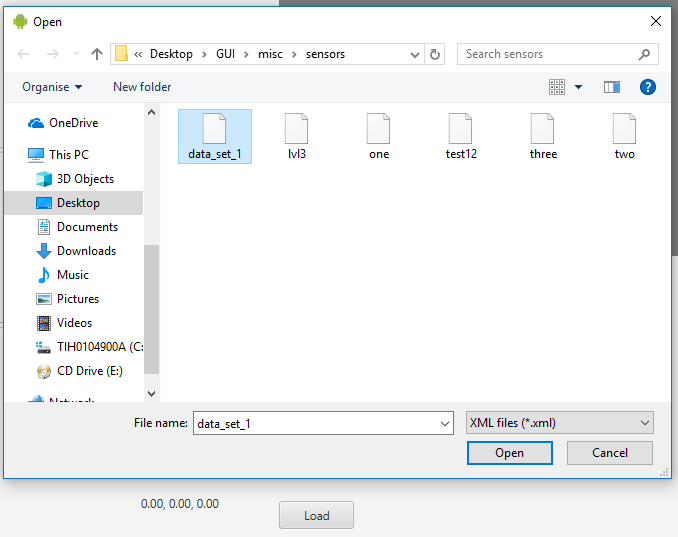 Open
« Desktop > GUI > misc > sensors
Search sensors
Organise
New folder
?
OneDrive
This PC
3D Objects
Desktop
Documents
Downloads
Music
Pictures
Videos
TIH0104900A (C:
CD Drive (E:)
Network
data_set_1
lvl3
one
test12
three
two
File name:
data_set_1
XML files (*.xml)
Open
Cancel
0.00, 0.00, 0.00
Load